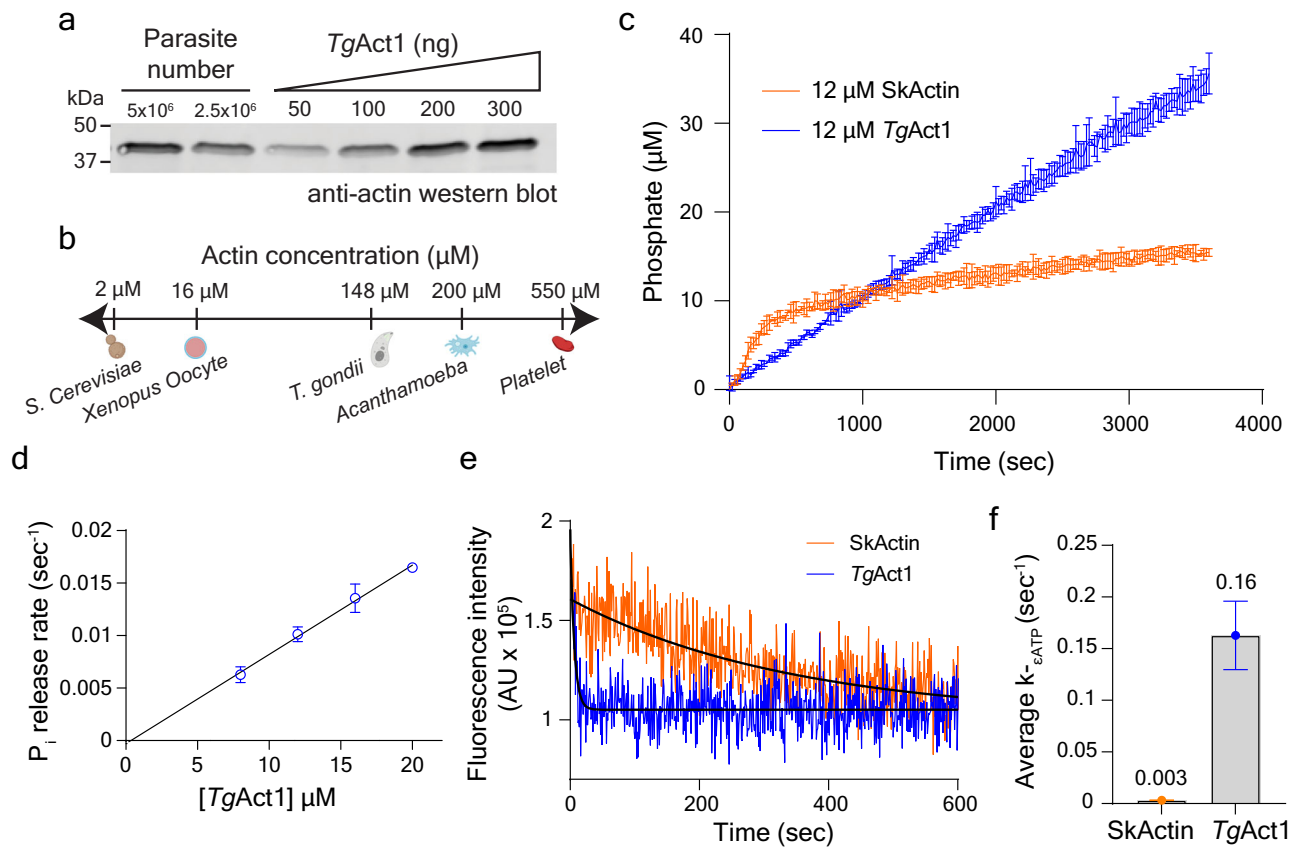 a
Parasite
number
TgAct1 (ng)
kDa
5x10⁶ 2.5x10⁶ 50 100 200 300
50
37
anti-actin western blot
b
Actin concentration (µM)
2 µM 16 µM 148 µM 200 µM 550 µM
S. Cerevisiae
Xenopus Oocyte
T. gondii
Acanthamoeba
Platelet
c
12 µM SkActin
12 µM TgAct1
Phosphate (µM)
40
30
20
10
0
0 1000 2000 3000 4000
Time (sec)
d
Pᵢ release rate (sec⁻¹)
0.02
0.015
0.01
0.005
0
0 5 10 15 20
[TgAct1] µM
e
SkActin
TgAct1
Fluorescence intensity
(AU x 10⁵)
2
1.5
1
0 200 400 600
Time (sec)
f
Average k-εATP (sec⁻¹)
0.25
0.2
0.15
0.1
0.05
0
0.003
0.16
SkActin TgAct1